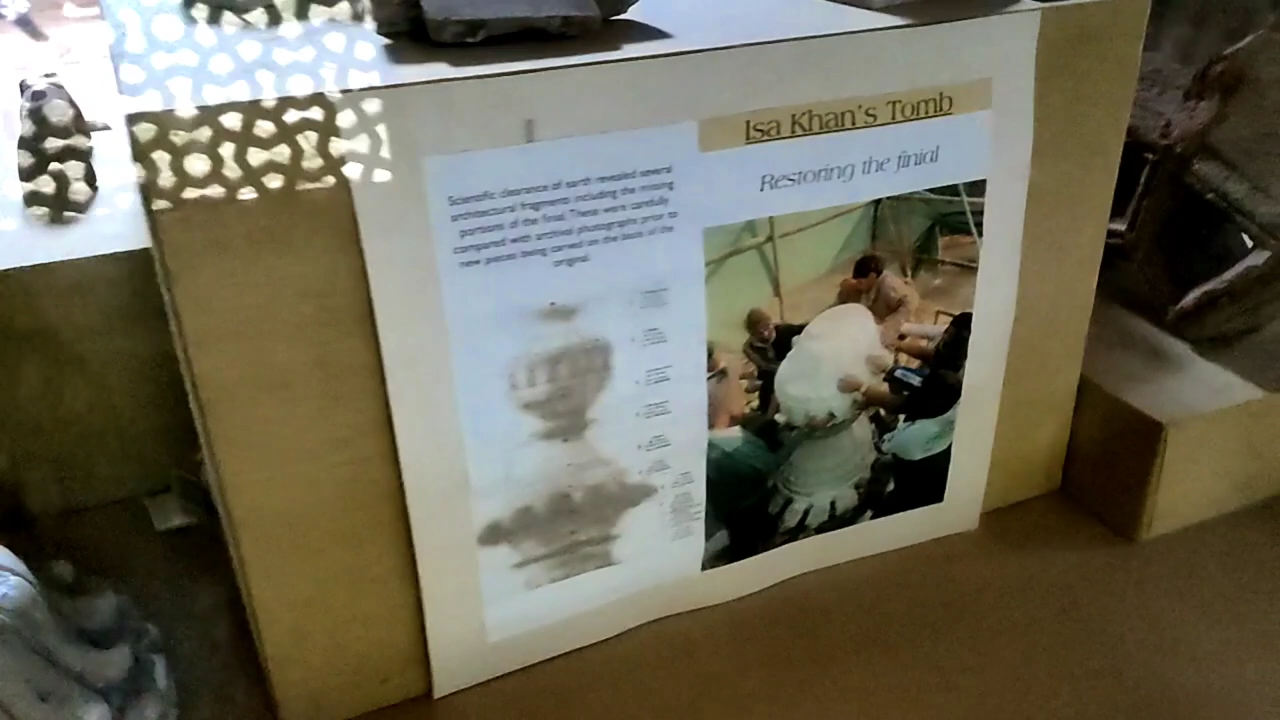 Isa Khan's Tomb
Restoring the finial
Scientific clearance of earth revealed several
architectural fragments including the missing
portions of the finial. These were carefully
compared with archival photographs prior to
new pieces being carved on the basis of the
original.